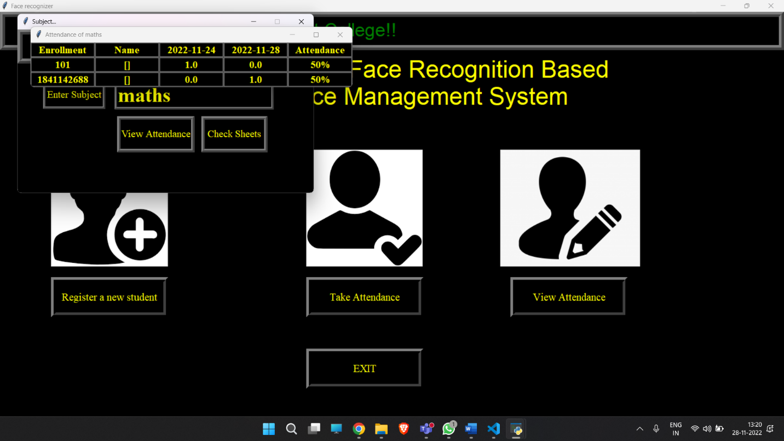 Face recognizer
Subject...
College!!
Attendance of maths
Enrollment Name 2022-11-24 2022-11-28 Attendance
101 [] 1.0 0.0 50%
1841142688 [] 0.0 1.0 50%
Face Recognition Based
ce Management System
Enter Subject maths
View Attendance Check Sheets
Register a new student Take Attendance View Attendance
EXIT
ENG
IN
13:20
28-11-2022